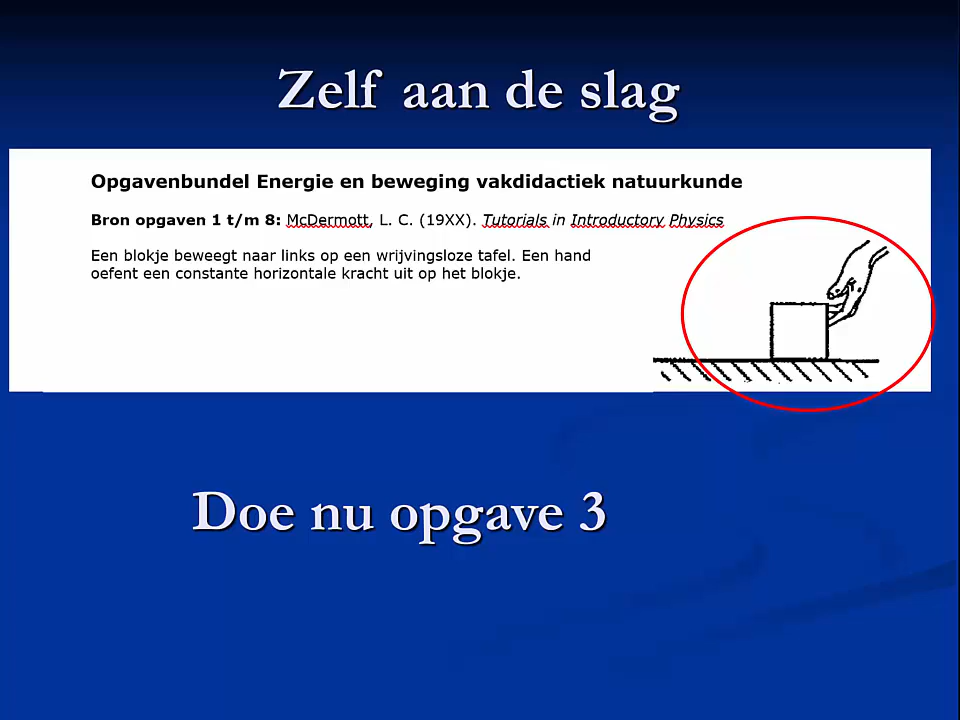 Zelf aan de slag
Opgavenbundel Energie en beweging vakdidactiek natuurkunde
Bron opgaven 1 t/m 8: McDermott, L. C. (19XX). Tutorials in Introductory Physics
Een blokje beweegt naar links op een wrijvingsloze tafel. Een hand
oefent een constante horizontale kracht uit op het blokje.
Doe nu opgave 3